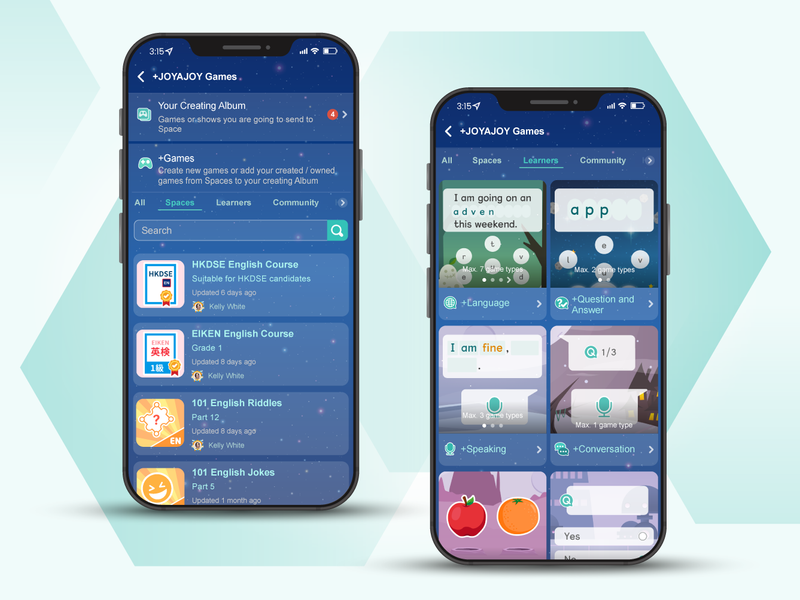 3:15
+JOYAJOY Games
Your Creating Album
Games or shows you are going to send to
Space
4
+Games
Create new games or add your created / owned
games from Spaces to your creating Album
All Spaces Learners Community
Search
HKDSE
EN
HKDSE English Course
Suitable for HKDSE candidates
Updated 6 days ago
Kelly White
EIKEN
英検
1級
EIKEN English Course
Grade 1
Updated 8 days ago
Kelly White
?
EN
101 English Riddles
Part 12
Updated 8 days ago
Kelly White
101 English Jokes
Part 5
Updated 1 month ago
3:15
+JOYAJOY Games
All Spaces Learners Community
I am going on an
adven
this weekend.
t
r v
Max. 7 game types
+Language
app
e
l v
Max. 2 game types
+Question and
Answer
I am fine ,
.
Max. 3 game types
+Speaking
Q 1/3
Max. 1 game type
+Conversation
Q
Yes
No